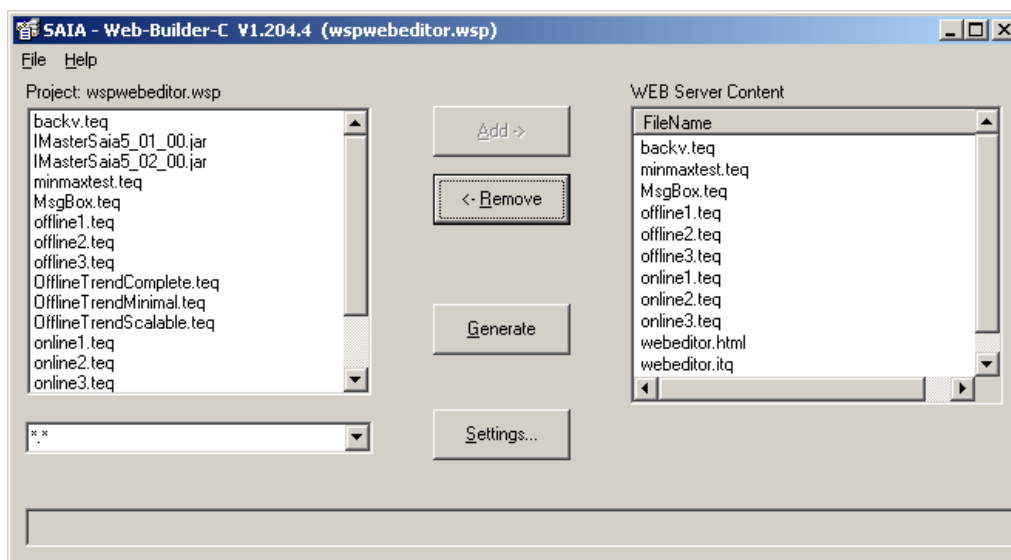 SAIA - Web-Builder-C V1.204.4 (wspwebeditor.wsp)
File Help
Project: wspwebeditor.wsp
backv.teq
IMasterSaia5_01_00.jar
IMasterSaia5_02_00.jar
minmaxtest.teq
MsgBox.teq
offline1.teq
offline2.teq
offline3.teq
OfflineTrendComplete.teq
OfflineTrendMinimal.teq
OfflineTrendScalable.teq
online1.teq
online2.teq
online3.teq
*.*
Add ->
<- Remove
Generate
Settings...
WEB Server Content
FileName
backv.teq
minmaxtest.teq
MsgBox.teq
offline1.teq
offline2.teq
offline3.teq
online1.teq
online2.teq
online3.teq
webeditor.html
webeditor.itq